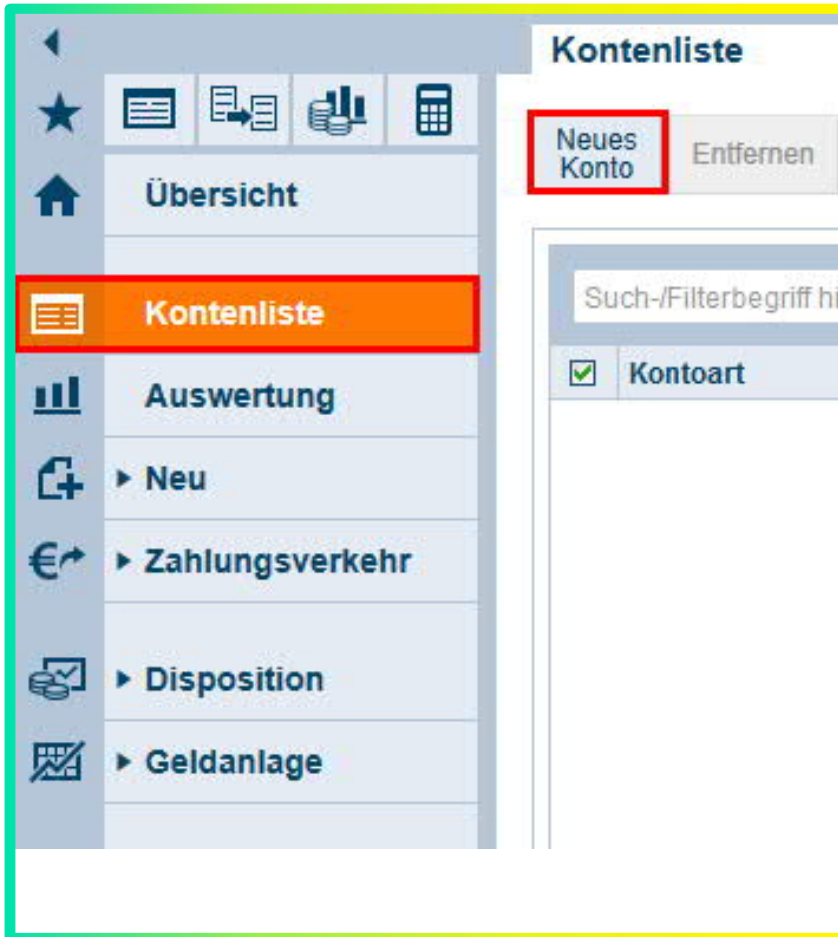 Kontenliste
Neues
Konto
Entfernen
Übersicht
Such-/Filterbegriff hi
Kontenliste
Kontoart
Auswertung
Neu
Zahlungsverkehr
Disposition
Geldanlage